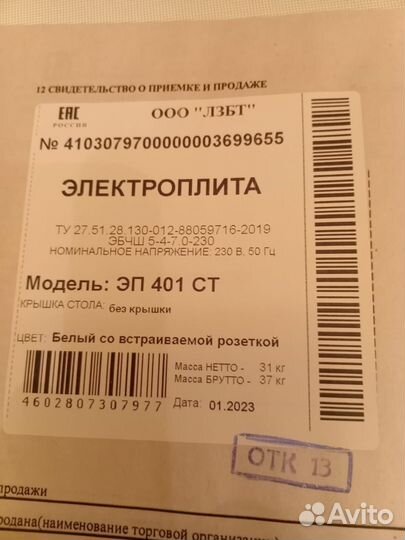 12 СВИДЕТЕЛЬСТВО О ПРИЕМКЕ И ПРОДАЖЕ
ЕАС
РОССИЯ
ООО "ЛЗБТ"
№ 4103079700000003699655
ЭЛЕКТРОПЛИТА
ТУ 27.51.28.130-012-88059716-2019
ЭБЧШ 5-4-7,0-230
НОМИНАЛЬНОЕ НАПРЯЖЕНИЕ: 230 В, 50 Гц
Модель: ЭП 401 СТ
КРЫШКА СТОЛА: без крышки
ЦВЕТ: Белый со встраиваемой розеткой
Масса НЕТТО - 31 кг
Масса БРУТТО - 37 кг
4602807307977
Дата: 01.2023
ОТК 13
продажи
родана(наименование торговой организации)
Avito